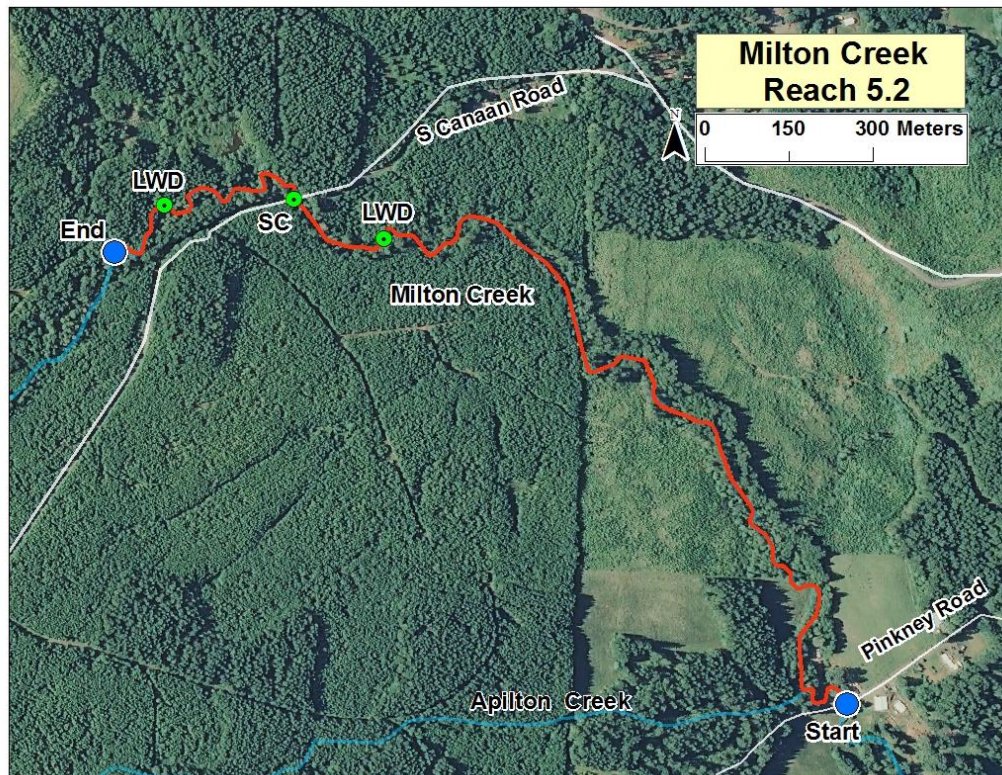 Milton Creek
Reach 5.2
0 150 300 Meters
N
S Canaan Road
LWD
SC
LWD
End
Milton Creek
Pinkney Road
Apilton Creek
Start